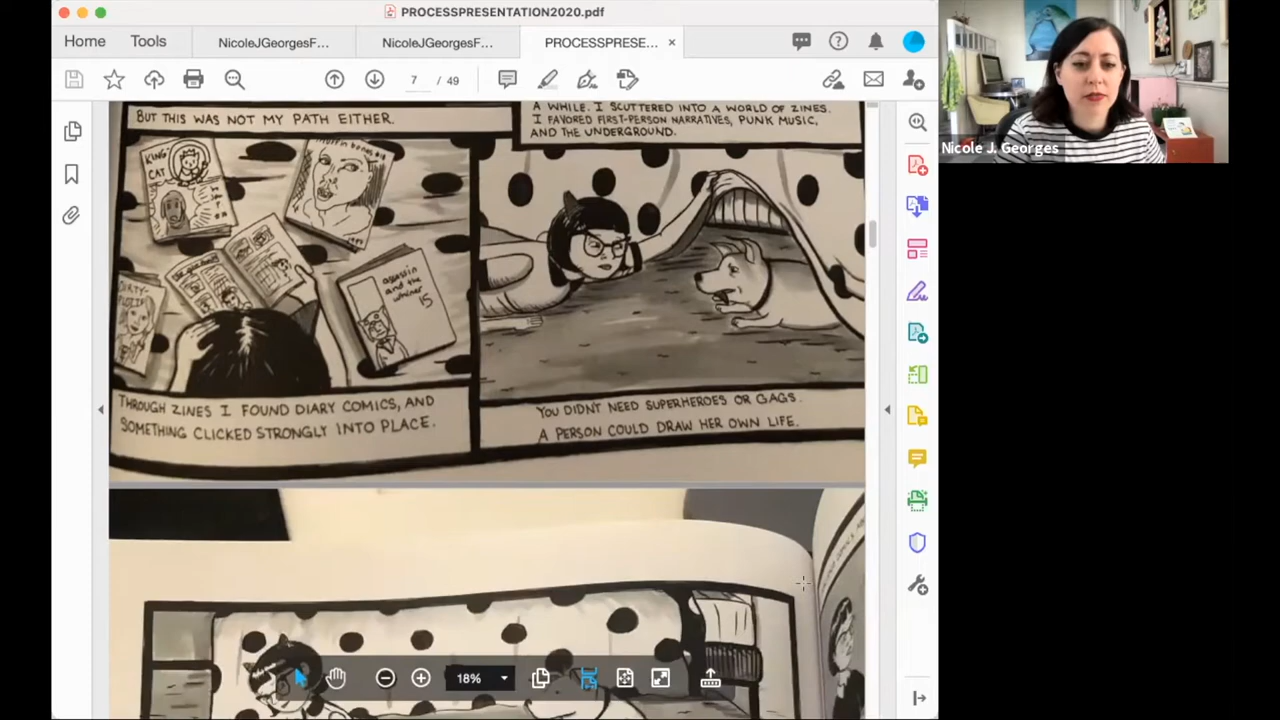 PROCESSPRESENTATION2020.pdf
Home
Tools
NicoleJGeorgesF...
NicoleJGeorgesF...
PROCESSPRESE...
7 / 49
Nicole J. Georges
BUT THIS WAS NOT MY PATH EITHER.
A WHILE. I SCUTTERED INTO A WORLD OF ZINES.
I FAVORED FIRST-PERSON NARRATIVES, PUNK MUSIC,
AND THE UNDERGROUND.
KING
CAT
assassin
and the
whiner
15
THROUGH ZINES I FOUND DIARY COMICS, AND
SOMETHING CLICKED STRONGLY INTO PLACE.
YOU DIDN'T NEED SUPERHEROES OR GAGS.
A PERSON COULD DRAW HER OWN LIFE.
18%